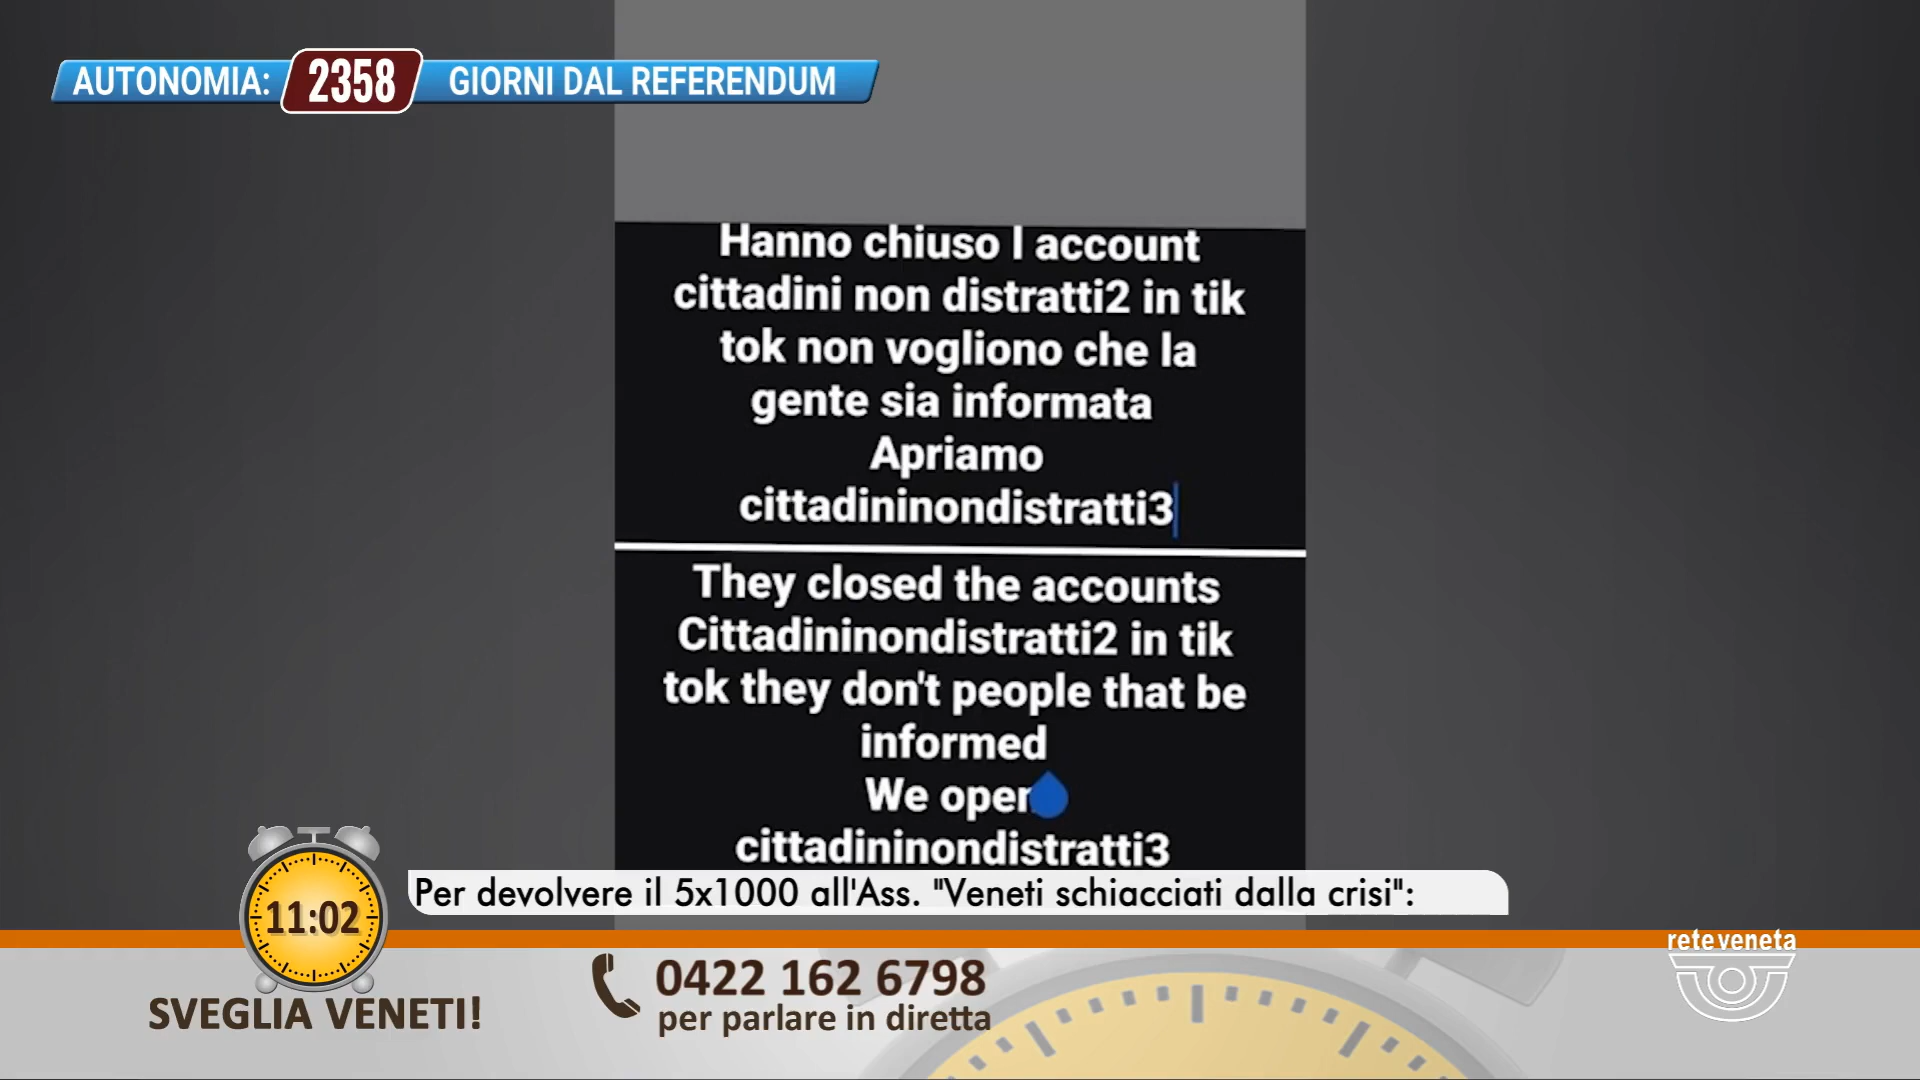 AUTONOMIA: 2358 GIORNI DAL REFERENDUM
Hanno chiuso l account
cittadini non distratti2 in tik
tok non vogliono che la
gente sia informata
Apriamo
cittadininondistratti3
They closed the accounts
Cittadininondistratti2 in tik
tok they don't people that be
informed
We open
cittadininondistratti3
Per devolvere il 5x1000 all'Ass. "Veneti schiacciati dalla crisi":
11:02
SVEGLIA VENETI!
0422 162 6798
per parlare in diretta
reteveneta